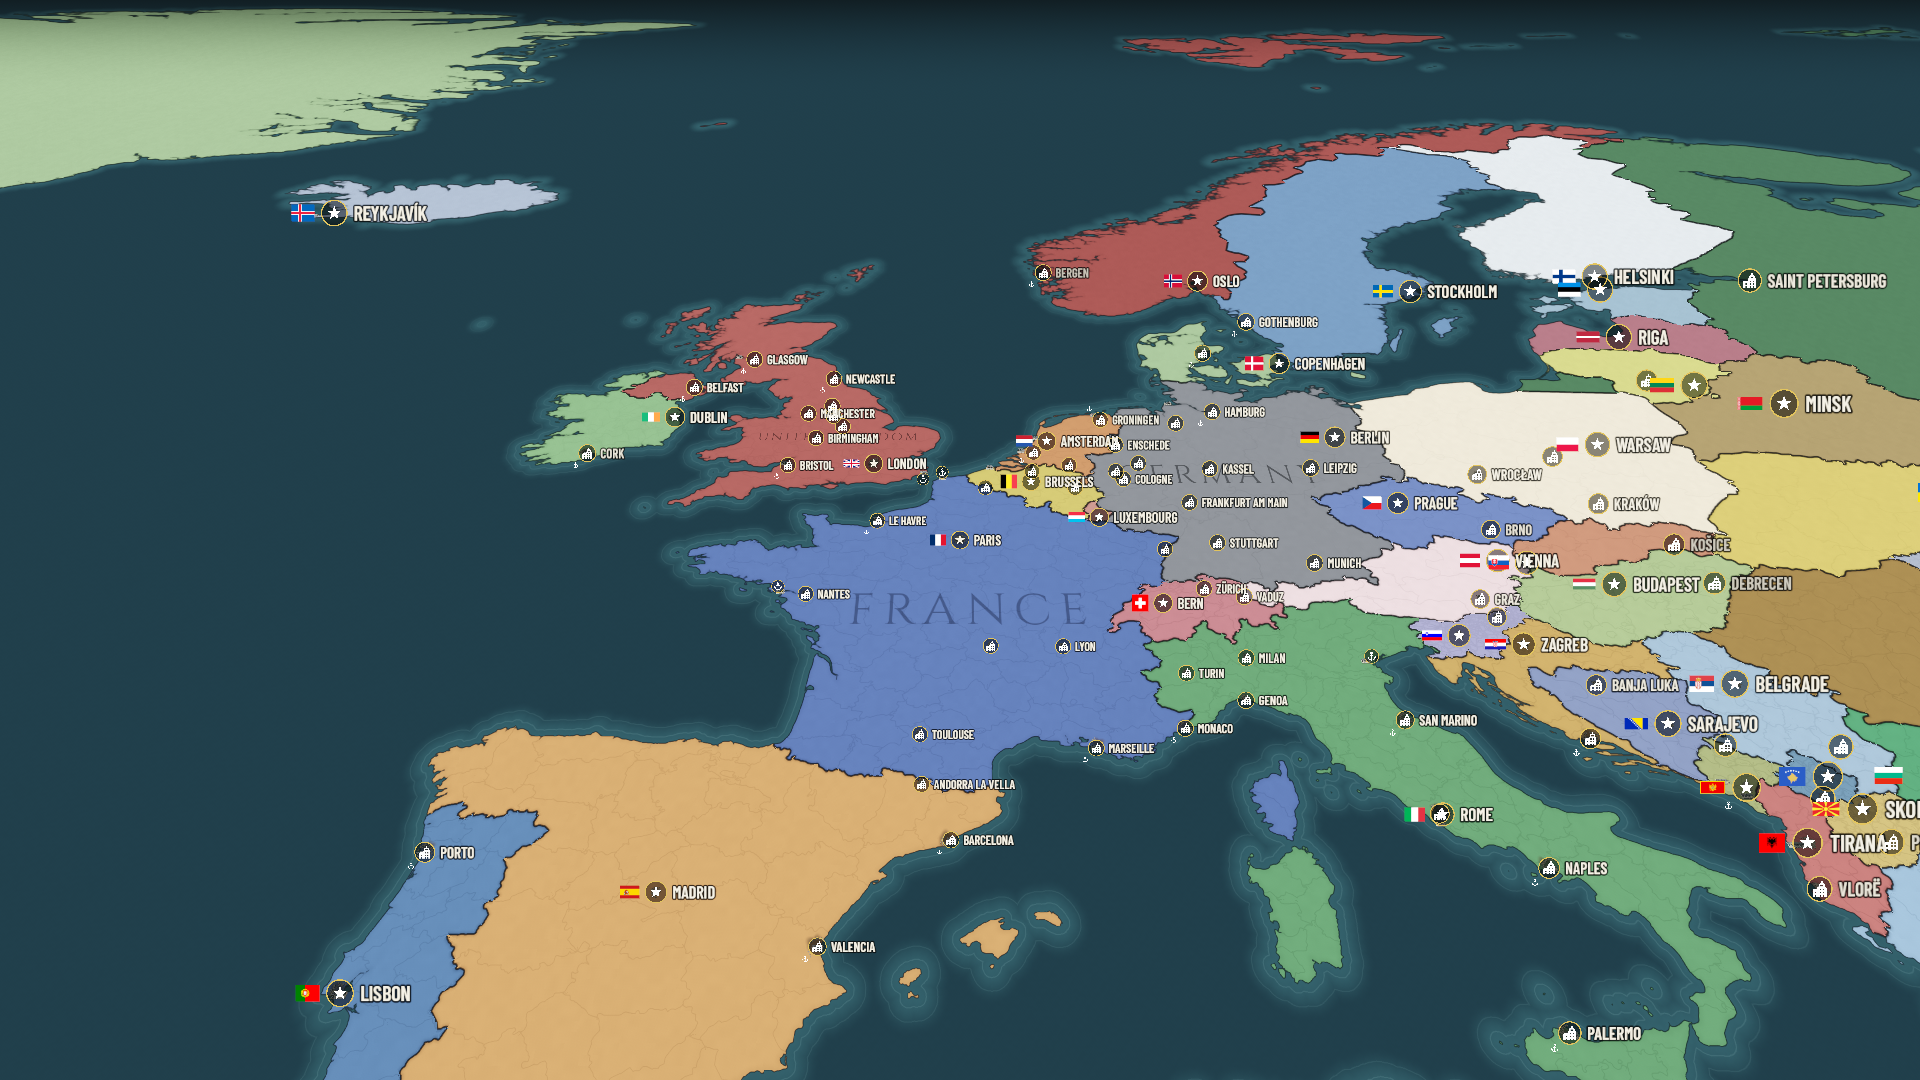 REYKJAVÍK
BERGEN
OSLO
STOCKHOLM
HELSINKI
SAINT PETERSBURG
GOTHENBURG
RIGA
GLASGOW
COPENHAGEN
NEWCASTLE
BELFAST
MINSK
DUBLIN
MANCHESTER
HAMBURG
GRONINGEN
BIRMINGHAM
AMSTERDAM
ENSCHEDE
BERLIN
WARSAW
CORK
BRISTOL
LONDON
KASSEL
LEIPZIG
WROCŁAW
BRUSSELS
COLOGNE
FRANKFURT AM MAIN
PRAGUE
KRAKÓW
LE HAVRE
LUXEMBOURG
BRNO
PARIS
STUTTGART
KOŠICE
MUNICH
VIENNA
NANTES
ZÜRICH
VADUZ
BUDAPEST
DEBRECEN
FRANCE
BERN
GRAZ
LYON
ZAGREB
MILAN
TURIN
BANJA LUKA
BELGRADE
GENOA
SAN MARINO
SARAJEVO
TOULOUSE
MONACO
MARSEILLE
ANDORRA LA VELLA
SKO
ROME
BARCELONA
TIRANA
P
PORTO
NAPLES
MADRID
VLORË
VALENCIA
LISBON
PALERMO